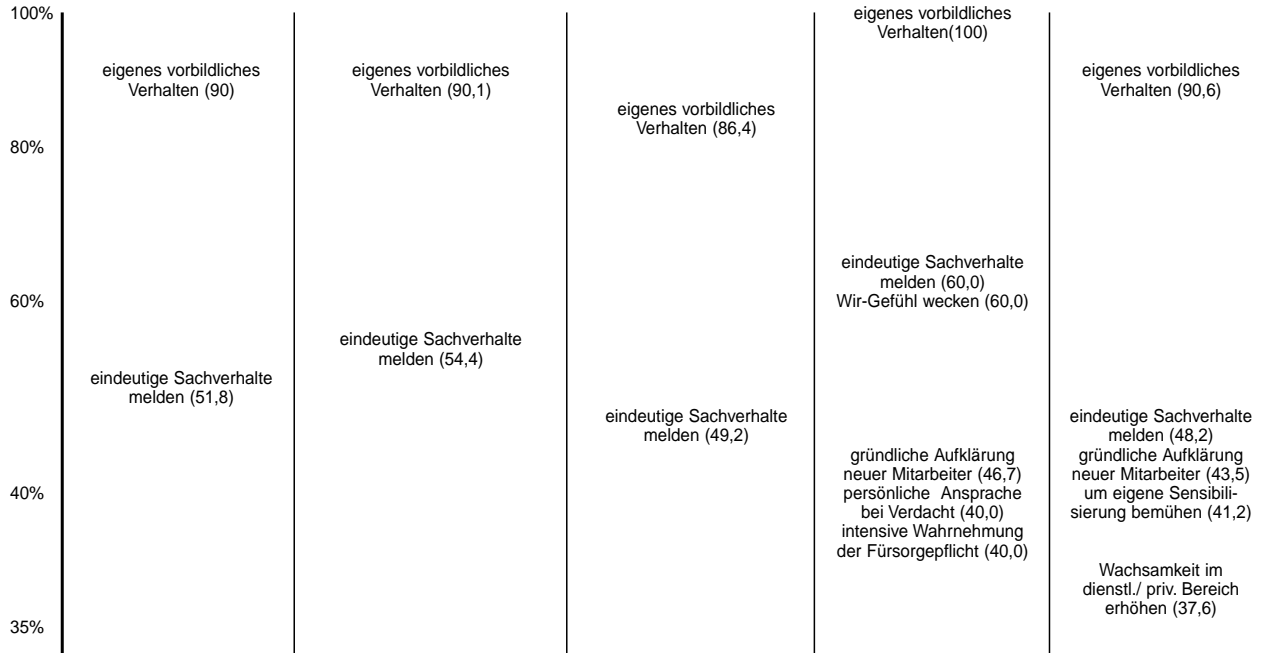 100%
80%
60%
40%
35%
eigenes vorbildliches
Verhalten (90)
eindeutige Sachverhalte
melden (51,8)
eigenes vorbildliches
Verhalten (90,1)
eindeutige Sachverhalte
melden (54,4)
eigenes vorbildliches
Verhalten (86,4)
eindeutige Sachverhalte
melden (49,2)
eigenes vorbildliches
Verhalten(100)
eindeutige Sachverhalte
melden (60,0)
Wir-Gefühl wecken (60,0)
gründliche Aufklärung
neuer Mitarbeiter (46,7)
persönliche Ansprache
bei Verdacht (40,0)
intensive Wahrnehmung
der Fürsorgepflicht (40,0)
eigenes vorbildliches
Verhalten (90,6)
eindeutige Sachverhalte
melden (48,2)
gründliche Aufklärung
neuer Mitarbeiter (43,5)
um eigene Sensibili-
sierung bemühen (41,2)
Wachsamkeit im
dienstl./ priv. Bereich
erhöhen (37,6)